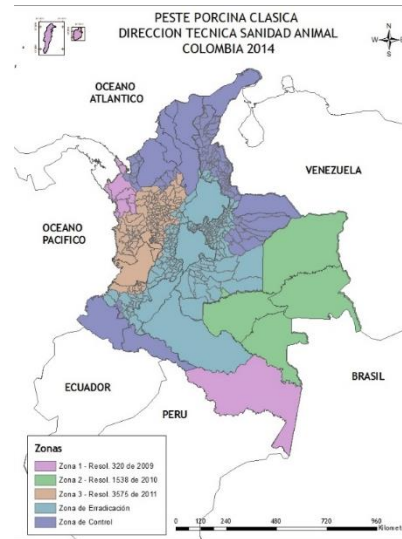 PESTE PORCINA CLASICA
DIRECCION TECNICA SANIDAD ANIMAL
COLOMBIA 2014
N
W
S
OCEANO
ATLANTICO
VENEZUELA
OCEANO
PACIFICO
ECUADOR
PERU
BRASIL
Zonas
Zona 1 - Resol. 320 de 2009
Zona 2 - Resol. 1538 de 2010
Zona 3 - Resol. 3575 de 2011
Zona de Erradicación
Zona de Control
0 120 240 480 720 960
Kilomet